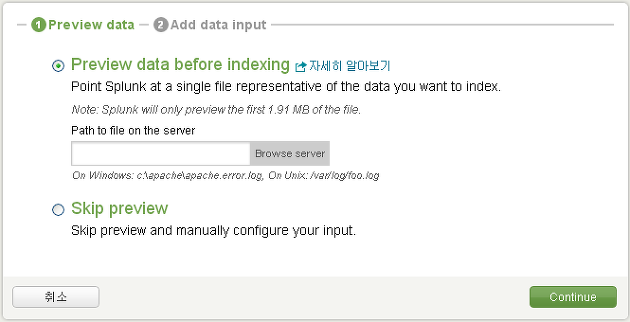 1 Preview data 2 Add data input
Preview data before indexing 자세히 알아보기
Point Splunk at a single file representative of the data you want to index.
Note: Splunk will only preview the first 1.91 MB of the file.
Path to file on the server
Browse server
On Windows: c:\apache\apache.error.log, On Unix: /var/log/foo.log
Skip preview
Skip preview and manually configure your input.
취소 Continue